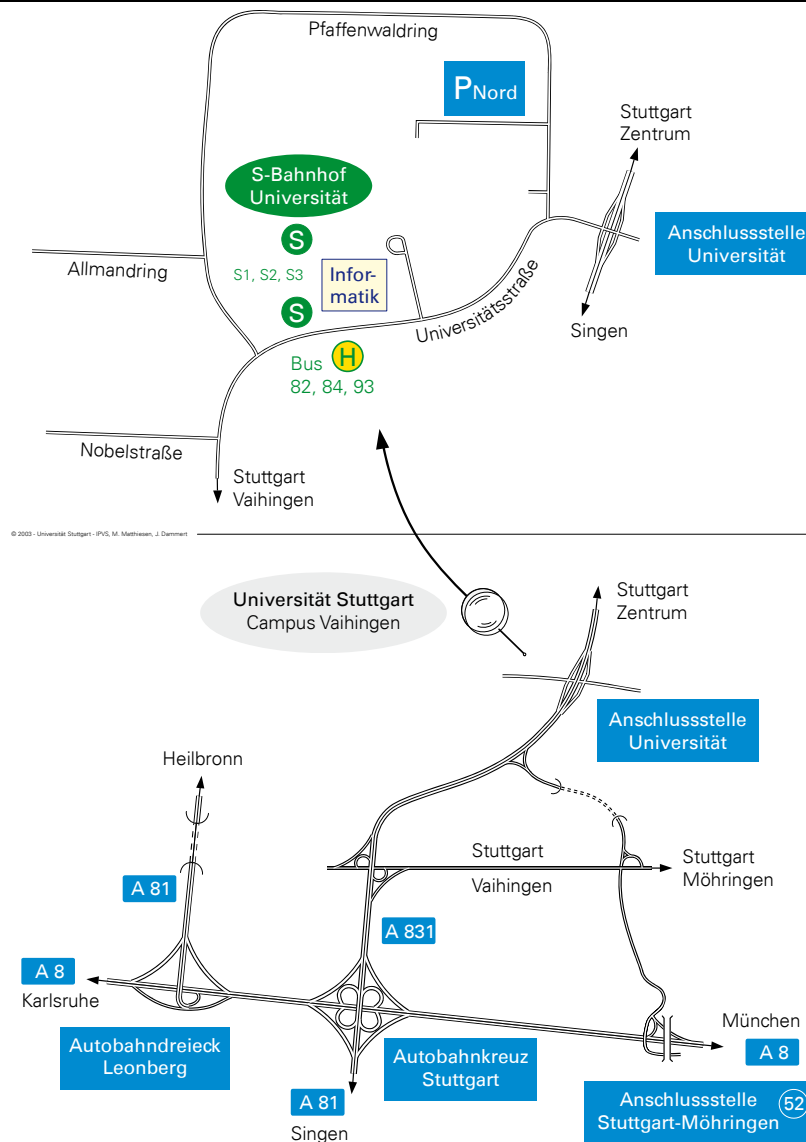 Pfaffenwaldring
PNord
Stuttgart
Zentrum
S-Bahnhof
Universität
Anschlussstelle
Universität
S
Allmandring
S1, S2, S3
Infor-
matik
S
Universitätsstraße
Singen
Bus H
82, 84, 93
Nobelstraße
Stuttgart
Vaihingen
© 2003 - Universität Stuttgart - IPVS, M. Matthiesen, J. Dammert
Stuttgart
Zentrum
Universität Stuttgart
Campus Vaihingen
Anschlussstelle
Universität
Heilbronn
Stuttgart
Vaihingen
Stuttgart
Möhringen
A 81
A 831
A 8
Karlsruhe
München
A 8
Autobahndreieck
Leonberg
Autobahnkreuz
Stuttgart
A 81
Singen
Anschlussstelle 52
Stuttgart-Möhringen